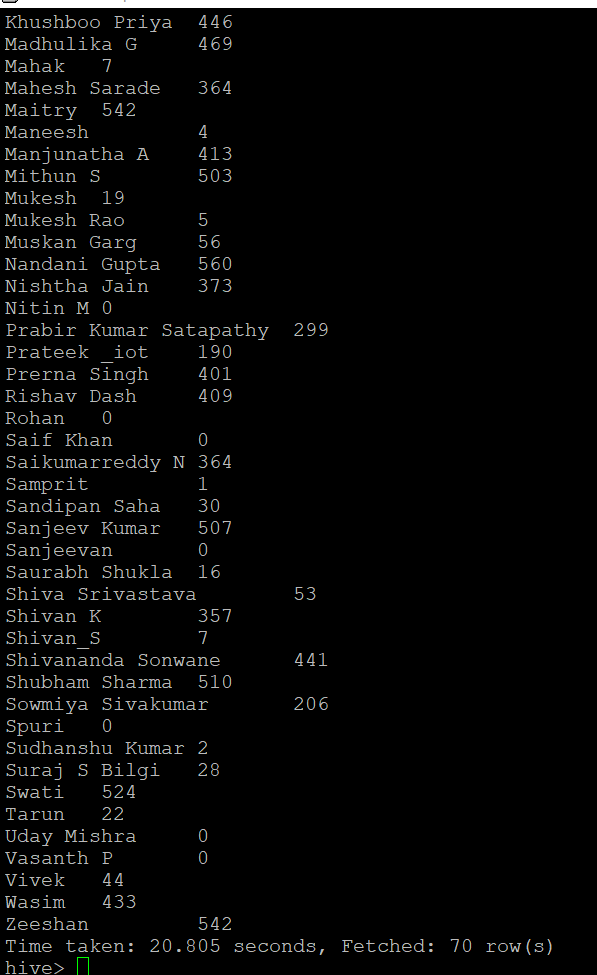 Khushboo Priya 446
Madhulika G 469
Mahak 7
Mahesh Sarade 364
Maitry 542
Maneesh 4
Manjunatha A 413
Mithun S 503
Mukesh 19
Mukesh Rao 5
Muskan Garg 56
Nandani Gupta 560
Nishtha Jain 373
Nitin M 0
Prabir Kumar Satapathy 299
Prateek _iot 190
Prerna Singh 401
Rishav Dash 409
Rohan 0
Saif Khan 0
Saikumarreddy N 364
Samprit 1
Sandipan Saha 30
Sanjeev Kumar 507
Sanjeevan 0
Saurabh Shukla 16
Shiva Srivastava 53
Shivan K 357
Shivan_S 7
Shivananda Sonwane 441
Shubham Sharma 510
Sowmiya Sivakumar 206
Spuri 0
Sudhanshu Kumar 2
Suraj S Bilgi 28
Swati 524
Tarun 22
Uday Mishra 0
Vasanth P 0
Vivek 44
Wasim 433
Zeeshan 542
Time taken: 20.805 seconds, Fetched: 70 row(s)
hive>